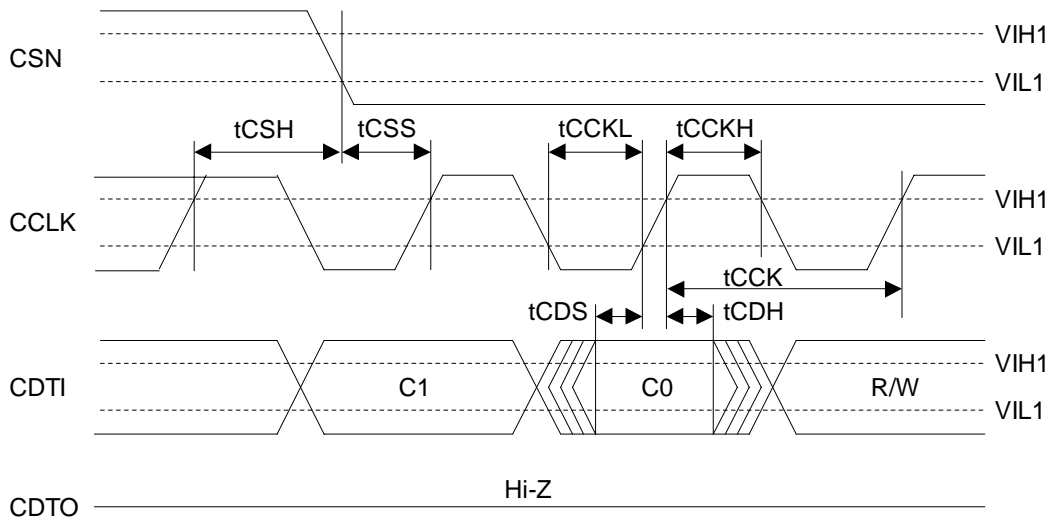 CSN
VIH1
VIL1
tCSH
tCSS
tCCKL
tCCKH
CCLK
VIH1
VIL1
tCCK
tCDS
tCDH
CDTI
C1
C0
R/W
VIH1
VIL1
CDTO
Hi-Z